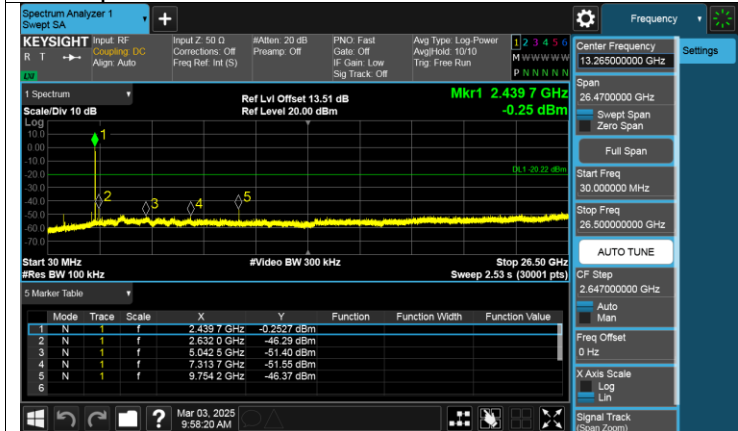 Spectrum Analyzer 1
Swept SA
+
Frequency
KEYSIGHT
R T
Input: RF
Coupling: DC
Align: Auto
Input Z: 50 Ω
Corrections: Off
Freq Ref: Int (S)
#Atten: 20 dB
Preamp: Off
PNO: Fast
Gate: Off
IF Gain: Low
Sig Track: Off
Avg Type: Log-Power
Avg|Hold: 10/10
Trig: Free Run
1 2 3 4 5 6
M W W W W W
P N N N N N
1 Spectrum
Scale/Div 10 dB
Ref Lvl Offset 13.51 dB
Ref Level 20.00 dBm
Mkr1 2.439 7 GHz
-0.25 dBm
Log
10.0
0.00
-10.0
-20.0
-30.0
-40.0
-50.0
-60.0
-70.0
1
2
3
4
5
DL1 -20.22 dBm
Start 30 MHz
#Res BW 100 kHz
#Video BW 300 kHz
Stop 26.50 GHz
Sweep 2.53 s (30001 pts)
5 Marker Table
Mode Trace Scale X Y Function Function Width Function Value
1 N 1 f 2.439 7 GHz -0.2527 dBm
2 N 1 f 2.632 0 GHz -46.29 dBm
3 N 1 f 5.042 5 GHz -51.40 dBm
4 N 1 f 7.313 7 GHz -51.55 dBm
5 N 1 f 9.754 2 GHz -46.37 dBm
6
?
Mar 03, 2025
9:58:20 AM
Center Frequency
13.265000000 GHz
Settings
Span
26.4700000 GHz
Swept Span
Zero Span
Full Span
Start Freq
30.000000 MHz
Stop Freq
26.500000000 GHz
AUTO TUNE
CF Step
2.647000000 GHz
Auto
Man
Freq Offset
0 Hz
X Axis Scale
Log
Lin
Signal Track
(Span Zoom)